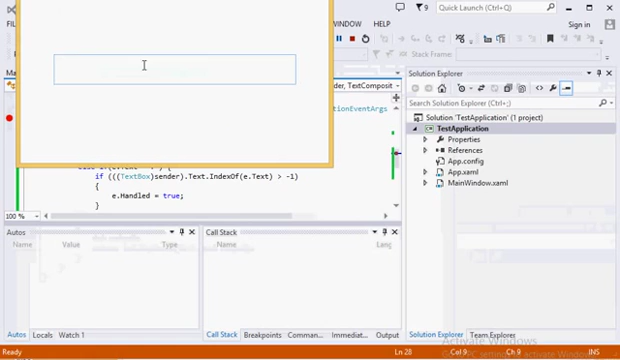 9
Quick Launch (Ctrl+Q)
WINDOW
HELP
Sign in
Stack Frame:
Solution Explorer
der, TextComposit
tionEventArgs
Search Solution Explorer (Ctrl+;)
Solution 'TestApplication' (1 project)
TestApplication
Properties
References
App.config
App.xaml
MainWindow.xaml
if (((TextBox)sender).Text.IndexOf(e.Text) > -1)
{
e.Handled = true;
}
100 %
Autos
Name Value Type
Call Stack
Name Lang
Autos Locals Watch 1
Call Stack Breakpoints Comman... Immediat... Output
Solution Explorer Team Explorer
Activate Windows
Ready Ln 28 Col 9 Ch 9 INS